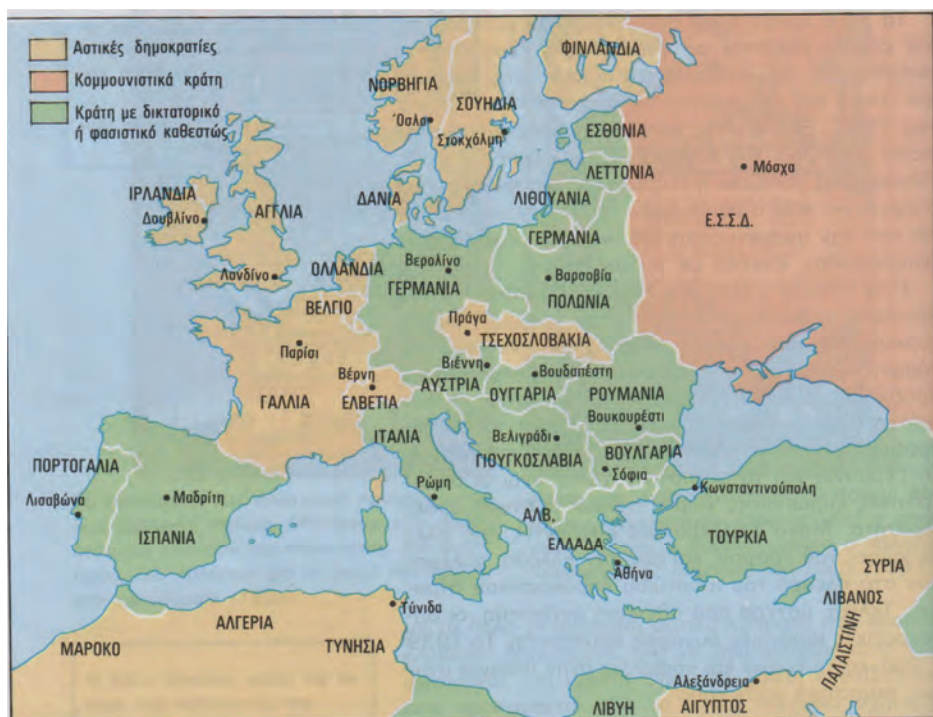 Αστικές δημοκρατίες
Κομμουνιστικά κράτη
Κράτη με δικτατορικό
ή φασιστικό καθεστώς
ΦΙΝΛΑΝΔΙΑ
ΝΟΡΒΗΓΙΑ
ΣΟΥΗΔΙΑ
Όσλο
Στοκχόλμη
ΕΣΘΟΝΙΑ
ΛΕΤΤΟΝΙΑ
Μόσχα
ΙΡΛΑΝΔΙΑ
ΔΑΝΙΑ
ΛΙΘΟΥΑΝΙΑ
Δουβλίνο
ΑΓΓΛΙΑ
Ε.Σ.Σ.Δ.
ΓΕΡΜΑΝΙΑ
Λονδίνο
ΟΛΛΑΝΔΙΑ
Βερολίνο
ΓΕΡΜΑΝΙΑ
Βαρσοβία
ΠΟΛΩΝΙΑ
ΒΕΛΓΙΟ
Πράγα
ΤΣΕΧΟΣΛΟΒΑΚΙΑ
Παρίσι
Βιέννη
Βουδαπέστη
Βέρνη
ΑΥΣΤΡΙΑ
ΟΥΓΓΑΡΙΑ
ΡΟΥΜΑΝΙΑ
ΓΑΛΛΙΑ
ΕΛΒΕΤΙΑ
Βουκουρέστι
ΙΤΑΛΙΑ
Βελιγράδι
ΓΙΟΥΓΚΟΣΛΑΒΙΑ
ΒΟΥΛΓΑΡΙΑ
Σόφια
ΠΟΡΤΟΓΑΛΙΑ
Λισαβώνα
Μαδρίτη
Ρώμη
Κωνσταντινούπολη
ΙΣΠΑΝΙΑ
ΑΛΒ.
ΕΛΛΑΔΑ
ΤΟΥΡΚΙΑ
Αθήνα
ΣΥΡΙΑ
ΛΙΒΑΝΟΣ
Τύνιδα
ΑΛΓΕΡΙΑ
ΜΑΡΟΚΟ
ΤΥΝΗΣΙΑ
ΠΑΛΑΙΣΤΙΝΗ
Αλεξάνδρεια
ΛΙΒΥΗ
ΑΙΓΥΠΤΟΣ